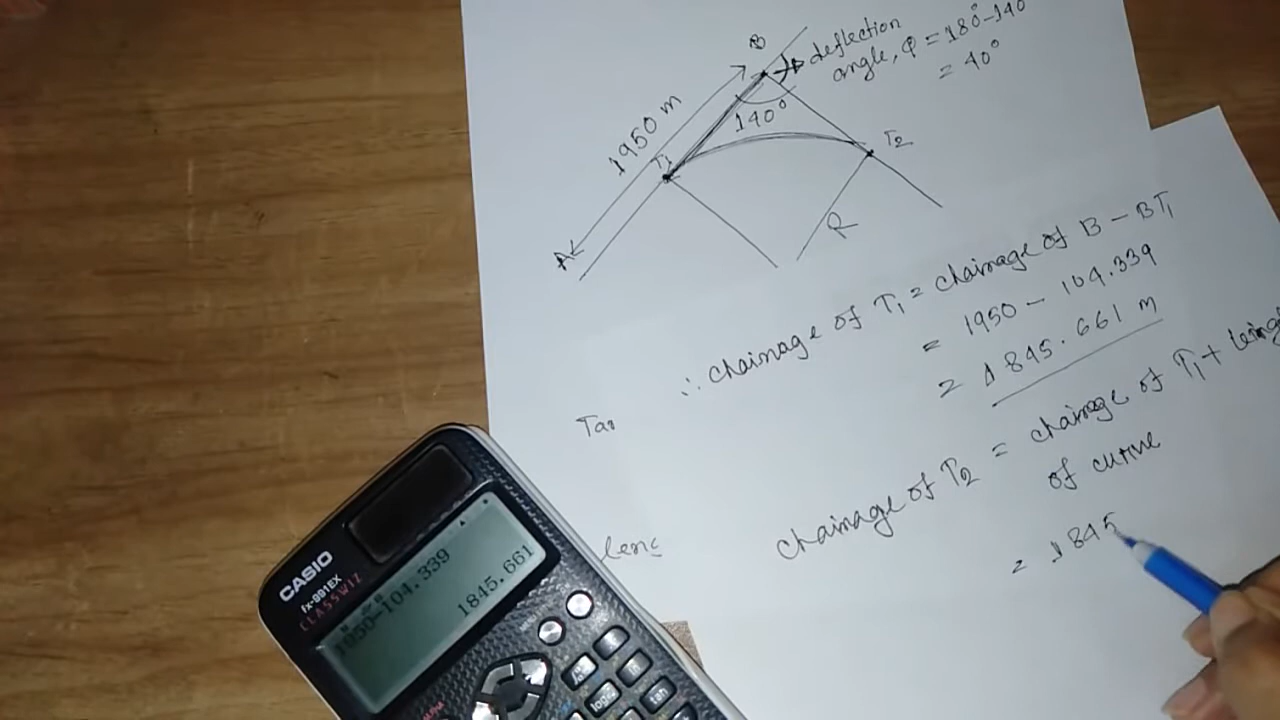 B
deflection
angle, φ = 180° - 140
= 40°
1950 m
140°
T1
T2
A
R
∴ chainage of T1 = chainage of B - BT1
= 1950 - 104.339
= 1845.661 m
Tan
chainage of T2 = chainage of T1 + leng
of curve
= 1845
CASIO
fx-991EX
CLASSWIZ
1950-104.339
1845.661